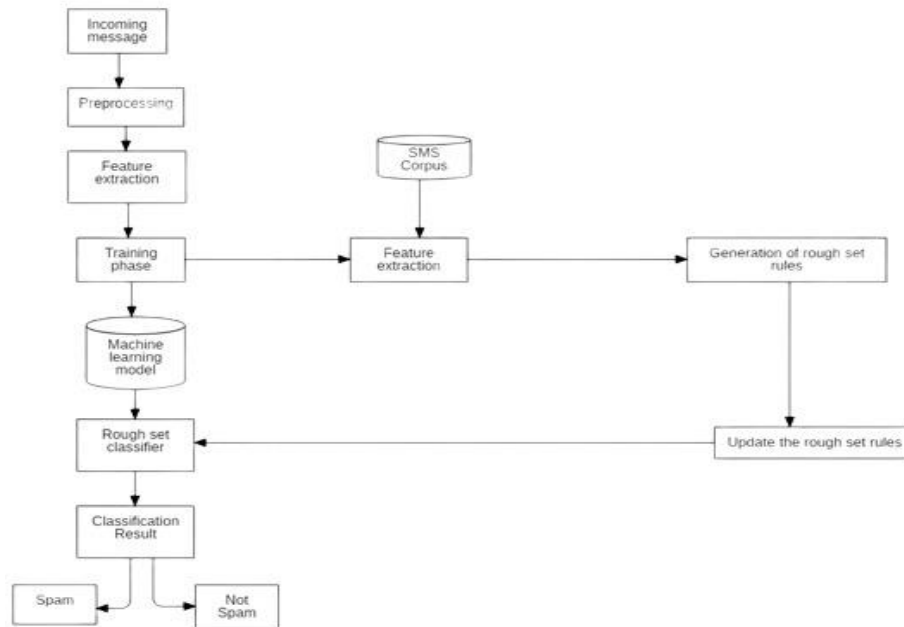 Incoming
message
Preprocessing
Feature
extraction
SMS
Corpus
Training
phase
Feature
extraction
Generation of rough set
rules
Machine
learning
model
Rough set
classifier
Update the rough set rules
Classification
Result
Spam
Not
Spam